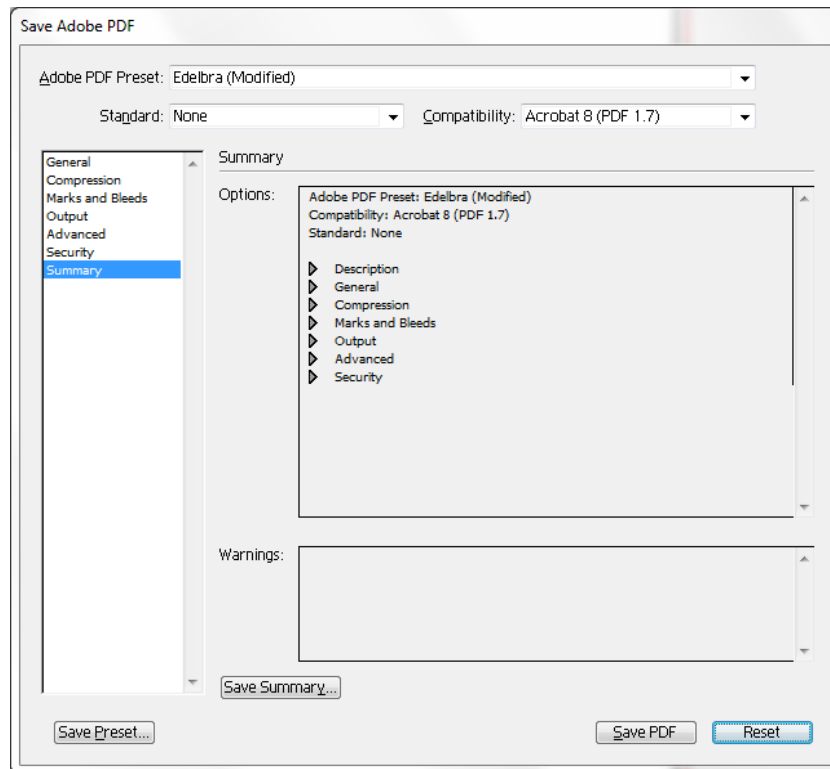 Save Adobe PDF
Adobe PDF Preset: Edelbra (Modified)
Standard: None Compatibility: Acrobat 8 (PDF 1.7)
General
Compression
Marks and Bleeds
Output
Advanced
Security
Summary
Summary
Options:
Adobe PDF Preset: Edelbra (Modified)
Compatibility: Acrobat 8 (PDF 1.7)
Standard: None
Description
General
Compression
Marks and Bleeds
Output
Advanced
Security
Warnings:
Save Summary...
Save Preset...
Save PDF
Reset